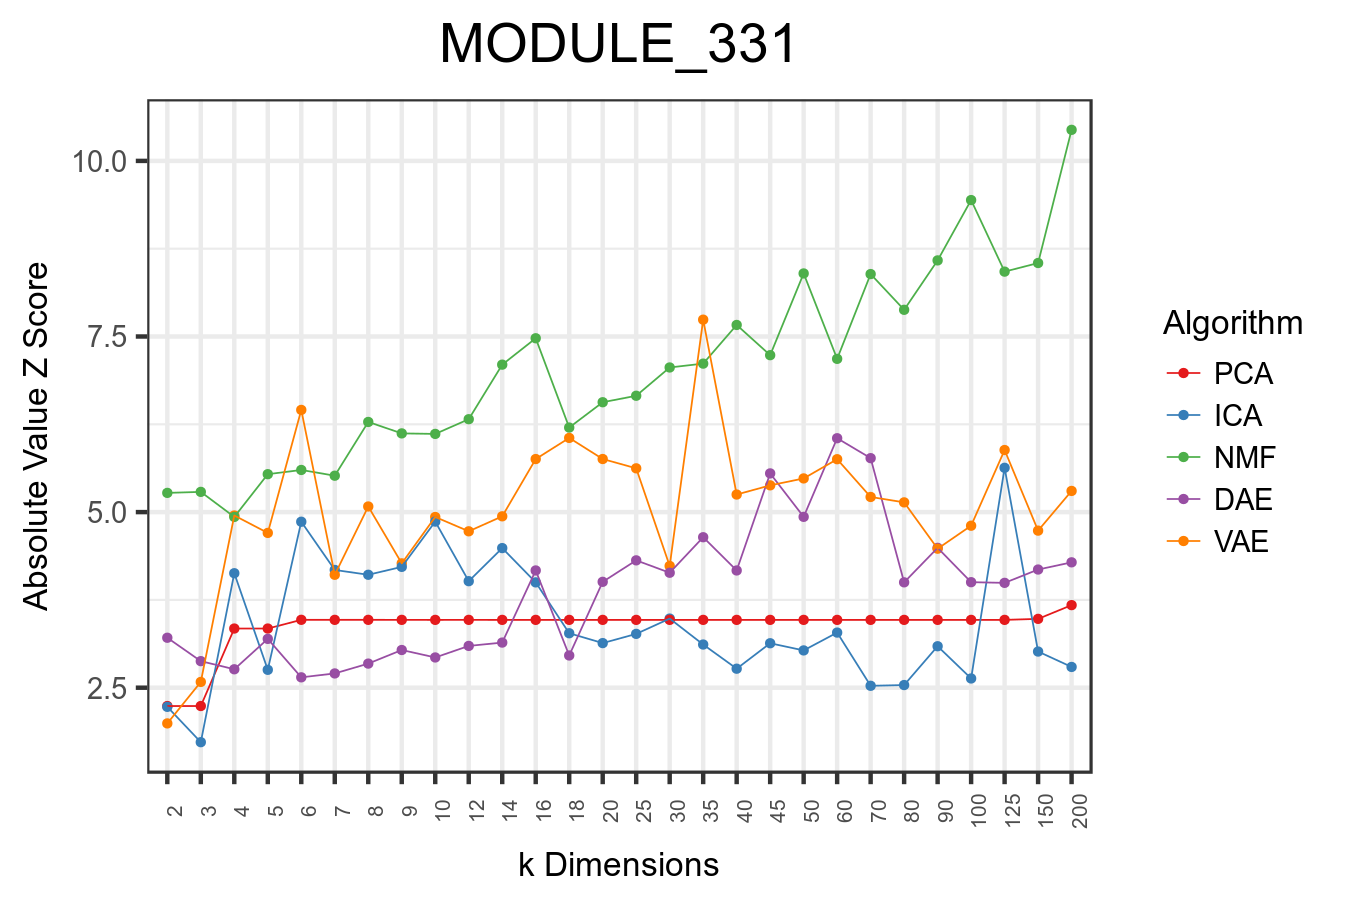 MODULE_331
Absolute Value Z Score
10.0
7.5
5.0
2.5
2 3 4 5 6 7 8 9 10 12 14 16 18 20 25 30 35 40 45 50 60 70 80 90 100 125 150 200
k Dimensions
Algorithm
PCA
ICA
NMF
DAE
VAE